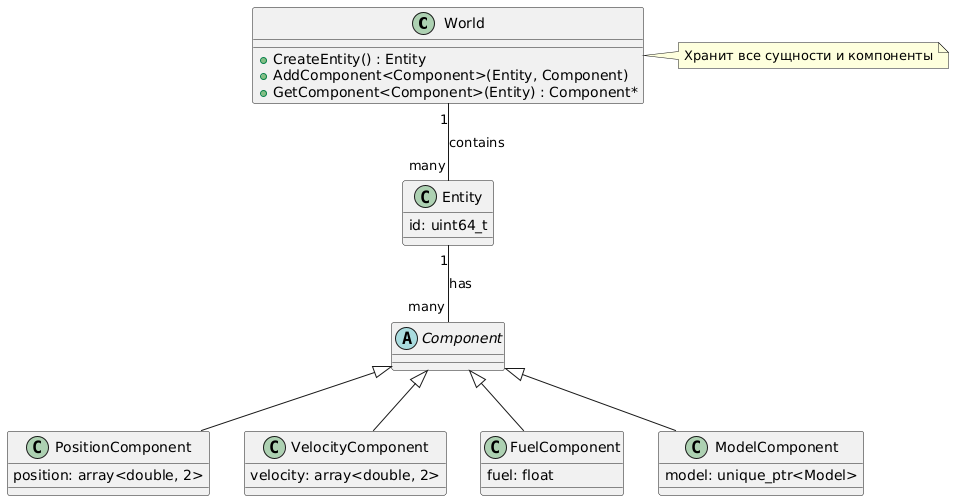 C World
CreateEntity() : Entity
AddComponent<Component>(Entity, Component)
GetComponent<Component>(Entity) : Component*
Хранит все сущности и компоненты
1
contains
many
C Entity
id: uint64_t
1
has
many
A Component
C PositionComponent
position: array<double, 2>
C VelocityComponent
velocity: array<double, 2>
C FuelComponent
fuel: float
C ModelComponent
model: unique_ptr<Model>